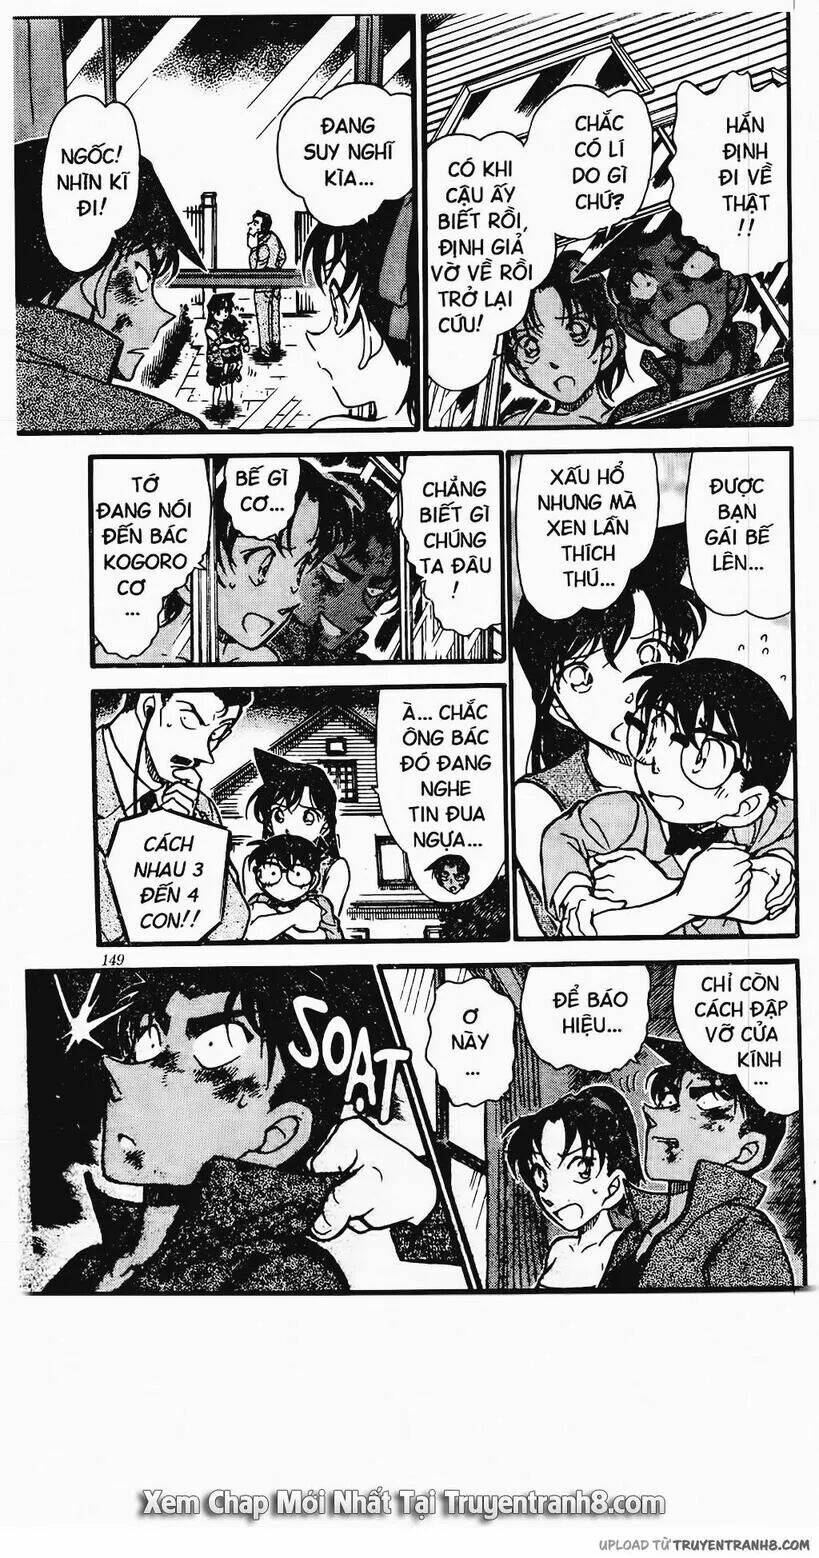 HẮN
ĐỊNH
ĐI VỀ
THẬT
!!
CHẮC
CÓ LÍ
DO GÌ
CHỨ?
CÓ KHI
CẬU ẤY
BIẾT RỒI,
ĐỊNH GIẢ
VỜ VỀ RỒI
TRỞ LẠI
CỨU!
ĐANG
SUY NGHĨ
KÌA...
NGỐC!
NHÌN KĨ
ĐI!
ĐƯỢC
BẠN
GÁI BẾ
LÊN...
XẤU HỔ
NHƯNG MÀ
XEN LẪN
THÍCH
THÚ...
CHẲNG
BIẾT GÌ
CHÚNG
TA ĐÂU
!
BẾ GÌ
CƠ...
TỚ
ĐANG NÓI
ĐẾN BÁC
KOGORO
CƠ
...
À... CHẮC
ÔNG BÁC
ĐÓ ĐANG
NGHE
TIN ĐUA
NGỰA...
CÁCH
NHAU 3
ĐẾN 4
CON!!
149
CHỈ CÒN
CÁCH ĐẬP
VỠ CỬA
KÍNH
...
ĐỂ BÁO
HIỆU...
Ơ
NÀY
...
SOẠT
Xem Chap Mới Nhất Tại Truyentranh8.com
UPLOAD TỪ TRUYENTRANH8.COM